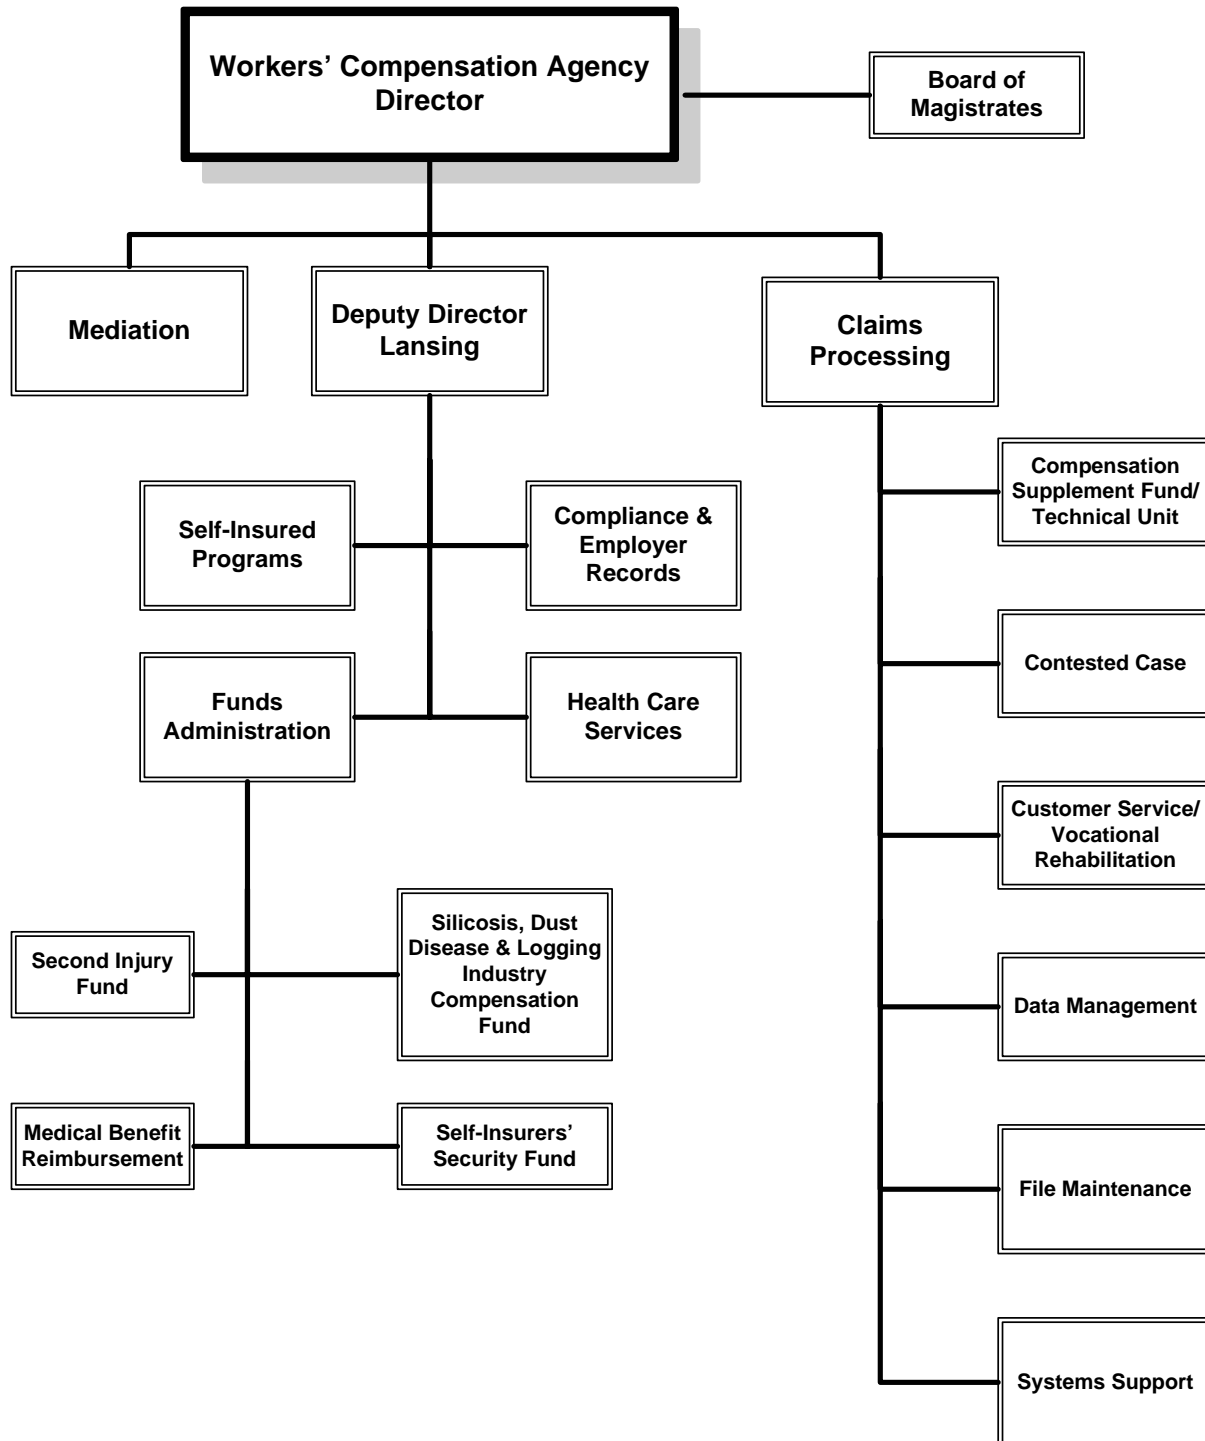 Workers’ Compensation Agency
Director
Board of
Magistrates
Mediation
Deputy Director
Lansing
Claims
Processing
Compensation
Supplement Fund/
Technical Unit
Self-Insured
Programs
Compliance &
Employer
Records
Contested Case
Funds
Administration
Health Care
Services
Customer Service/
Vocational
Rehabilitation
Second Injury
Fund
Silicosis, Dust
Disease & Logging
Industry
Compensation
Fund
Data Management
Medical Benefit
Reimbursement
Self-Insurers’
Security Fund
File Maintenance
Systems Support